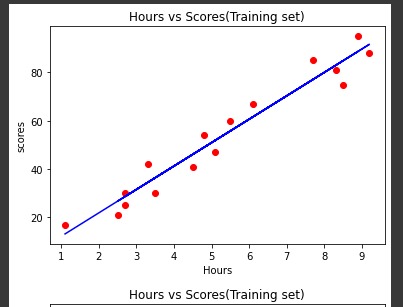 Hours vs Scores(Training set)
scores
80
60
40
20
1 2 3 4 5 6 7 8 9
Hours
Hours vs Scores(Training set)